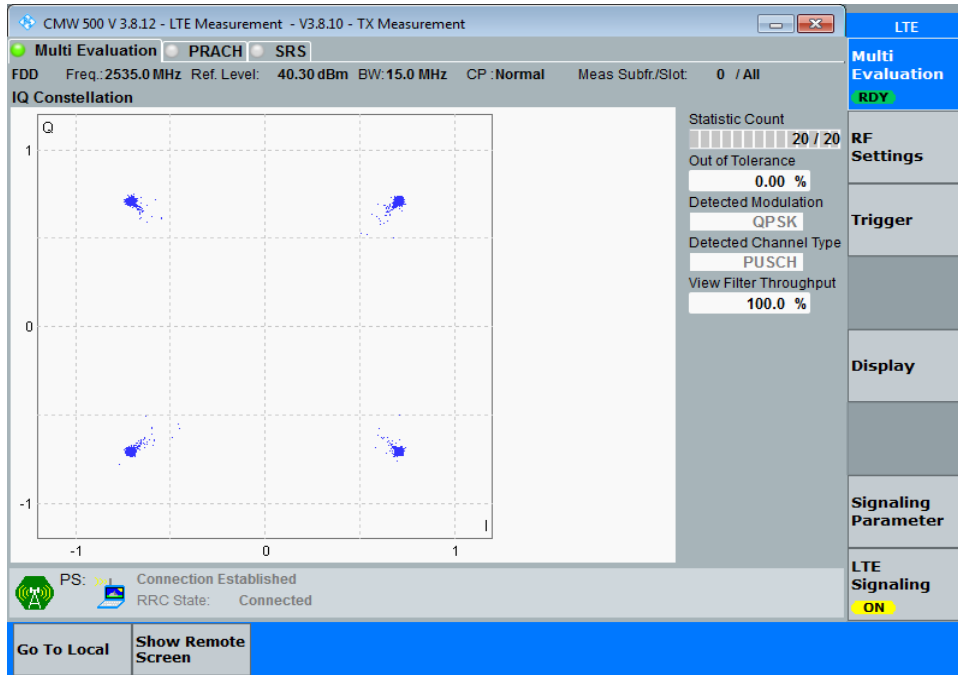 CMW 500 V 3.8.12 - LTE Measurement - V3.8.10 - TX Measurement
LTE
Multi Evaluation PRACH SRS
Multi
Evaluation
RDY
FDD Freq.:2535.0 MHz Ref. Level: 40.30 dBm BW:15.0 MHz CP :Normal Meas Subfr./Slot: 0 / All
IQ Constellation
Q
1
0
-1
I
-1 0 1
Statistic Count
20 / 20
Out of Tolerance
0.00 %
Detected Modulation
QPSK
Detected Channel Type
PUSCH
View Filter Throughput
100.0 %
RF
Settings
Trigger
Display
Signaling
Parameter
LTE
Signaling
ON
PS: Connection Established
RRC State: Connected
Go To Local
Show Remote
Screen